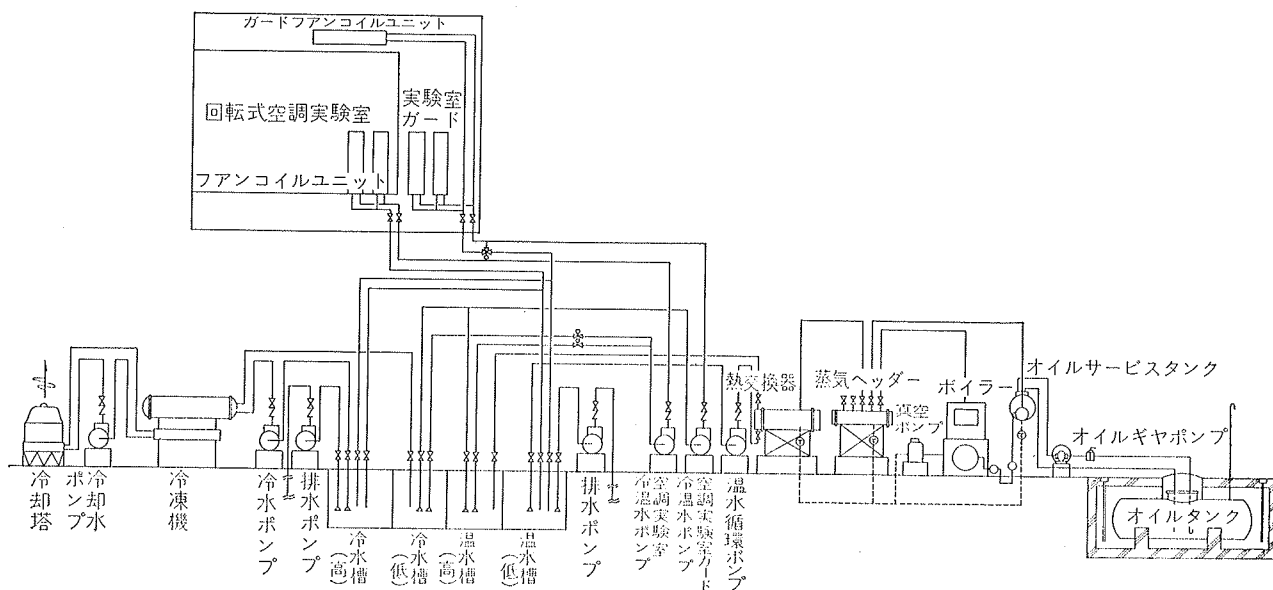 ガードフアンコイルユニット
回転式空調実験室
実験室
ガード
フアンコイルユニット
熱交換器
蒸気ヘッダー
ボイラー
オイルサービスタンク
真空
ポンプ
オイルギヤポンプ
オイルタンク
冷却塔
冷却水
ポンプ
冷凍機
冷水ポンプ
排水ポンプ
冷水槽
(高)
冷水槽
(低)
温水槽
(高)
温水槽
(低)
排水ポンプ
空調実験室
冷温水ポンプ
空調実験室ガード
冷温水ポンプ
温水循環ポンプ